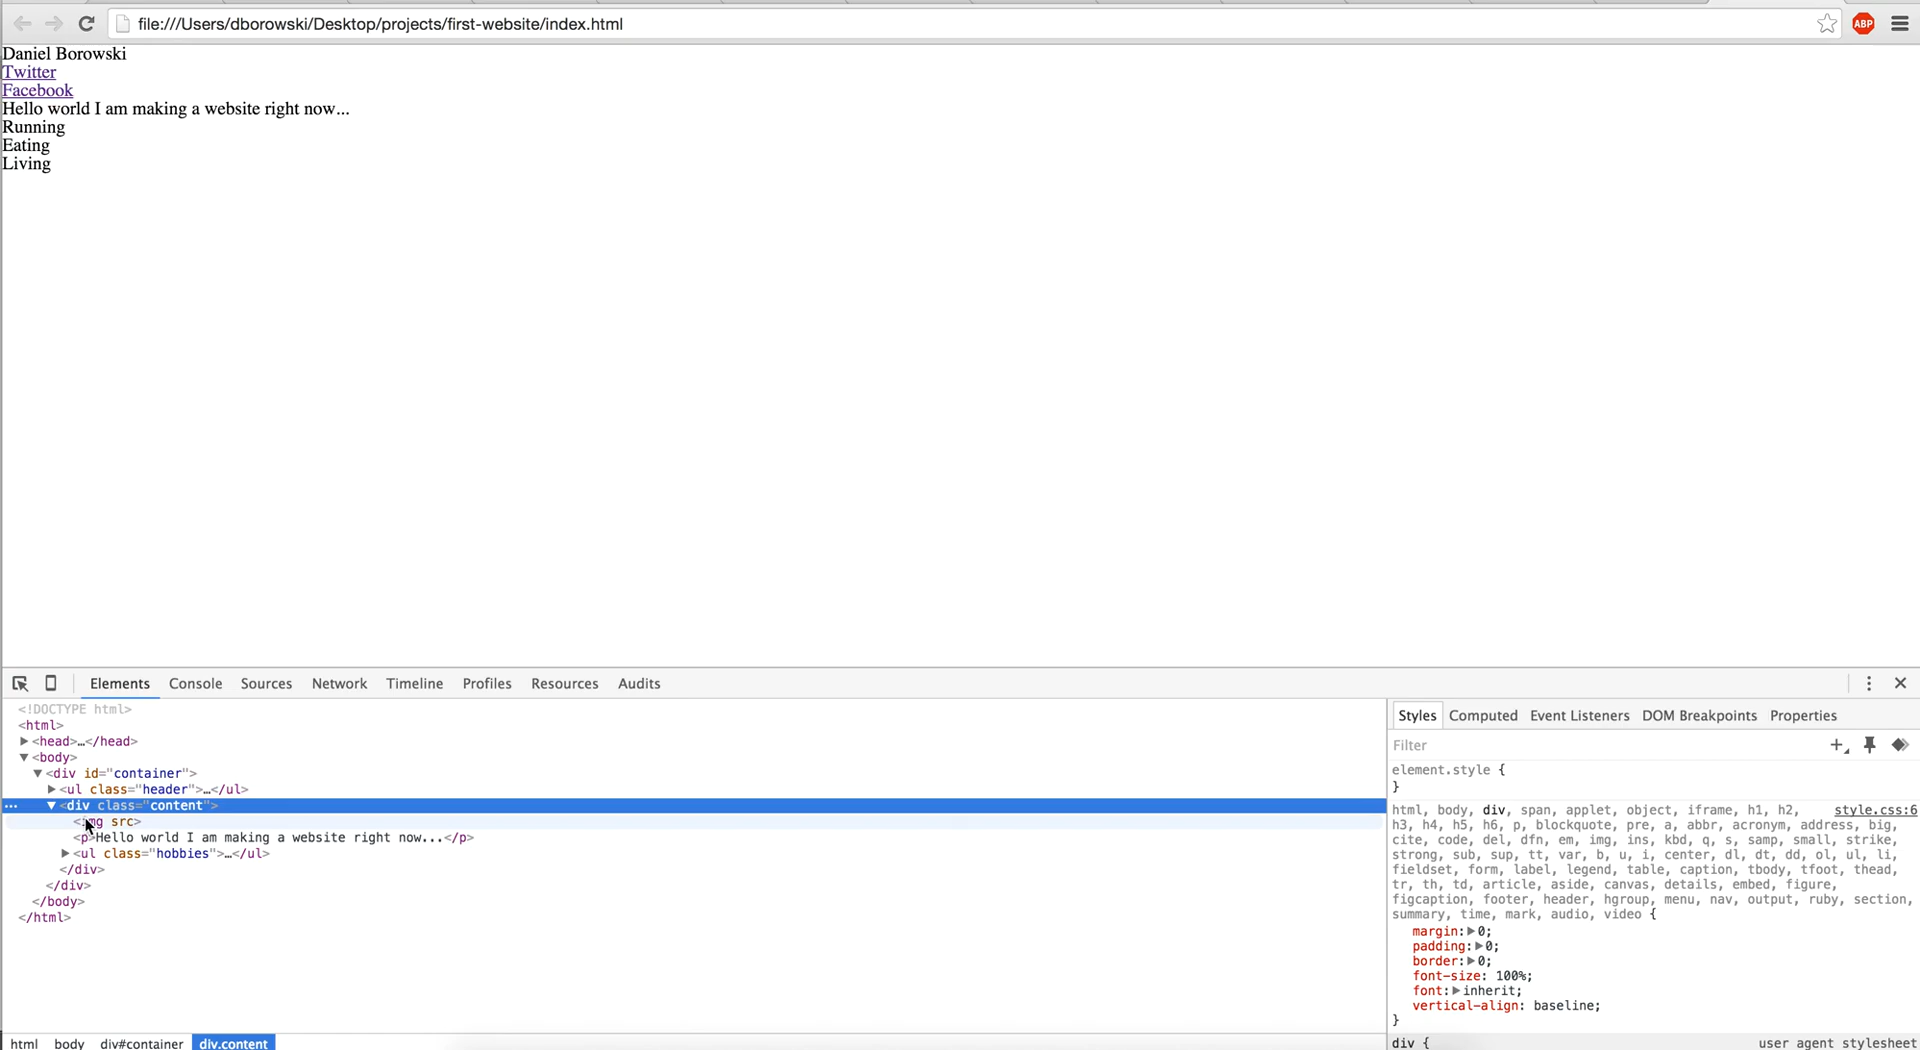 file:///Users/dborowski/Desktop/projects/first-website/index.html
ABP
Daniel Borowski
Twitter
Facebook
Hello world I am making a website right now...
Running
Eating
Living
Elements Console Sources Network Timeline Profiles Resources Audits
<!DOCTYPE html>
<html>
<head>…</head>
<body>
<div id="container">
<ul class="header">…</ul>
<div class="content">
<img src>
<p>Hello world I am making a website right now...</p>
<ul class="hobbies">…</ul>
</div>
</div>
</body>
</html>
html body div#container div.content
Styles Computed Event Listeners DOM Breakpoints Properties
Filter
element.style {
}
html, body, div, span, applet, object, iframe, h1, h2, style.css:6
h3, h4, h5, h6, p, blockquote, pre, a, abbr, acronym, address, big,
cite, code, del, dfn, em, img, ins, kbd, q, s, samp, small, strike,
strong, sub, sup, tt, var, b, u, i, center, dl, dt, dd, ol, ul, li,
fieldset, form, label, legend, table, caption, tbody, tfoot, thead,
tr, th, td, article, aside, canvas, details, embed, figure,
figcaption, footer, header, hgroup, menu, nav, output, ruby, section,
summary, time, mark, audio, video {
margin: 0;
padding: 0;
border: 0;
font-size: 100%;
font: inherit;
vertical-align: baseline;
}
div { user agent stylesheet